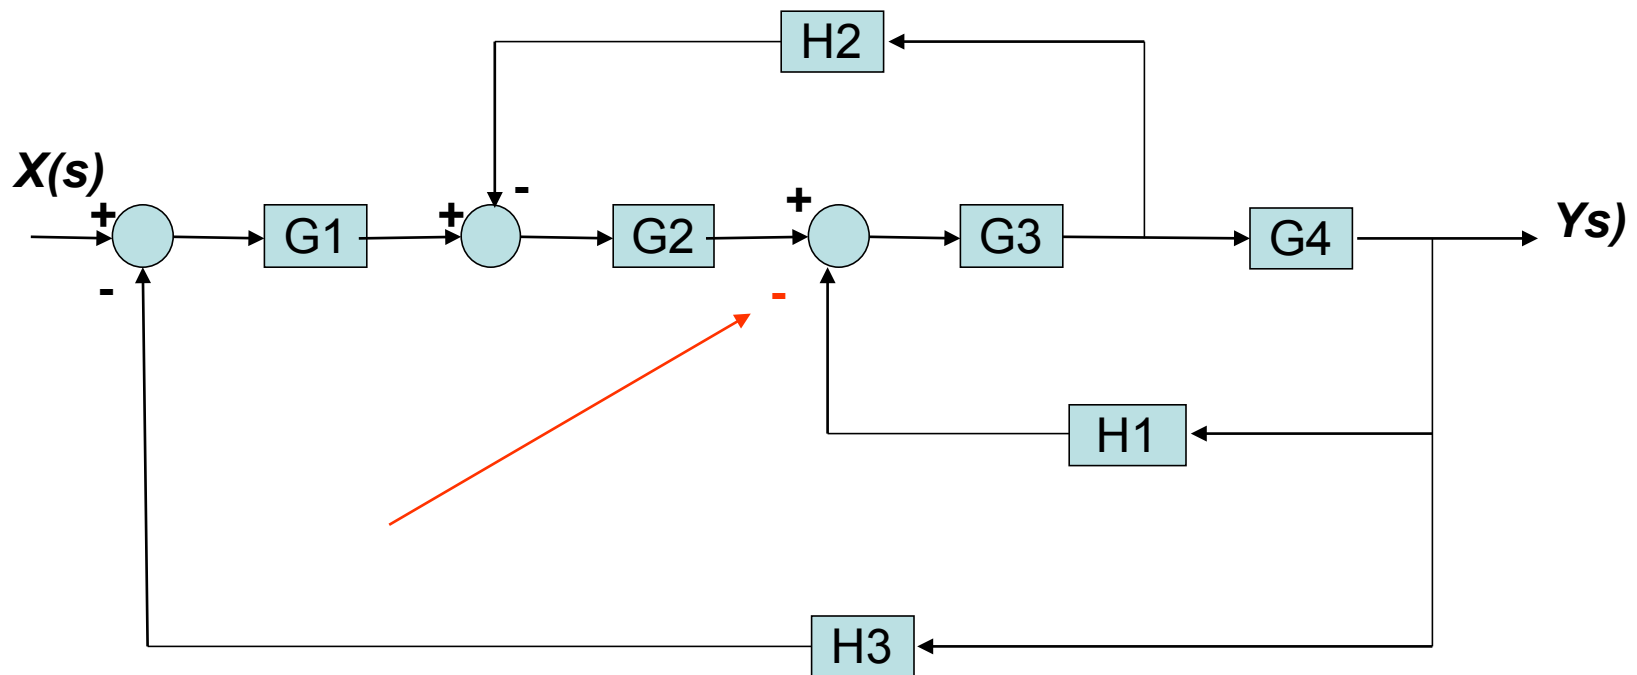 H2
X(s)
+ - + - + Ys)
G1 G2 G3 G4
- -
H1
H3